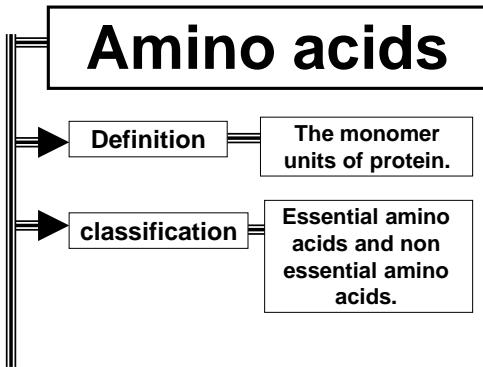 Amino acids
Definition
The monomer
units of protein.
classification
Essential amino
acids and non
essential amino
acids.